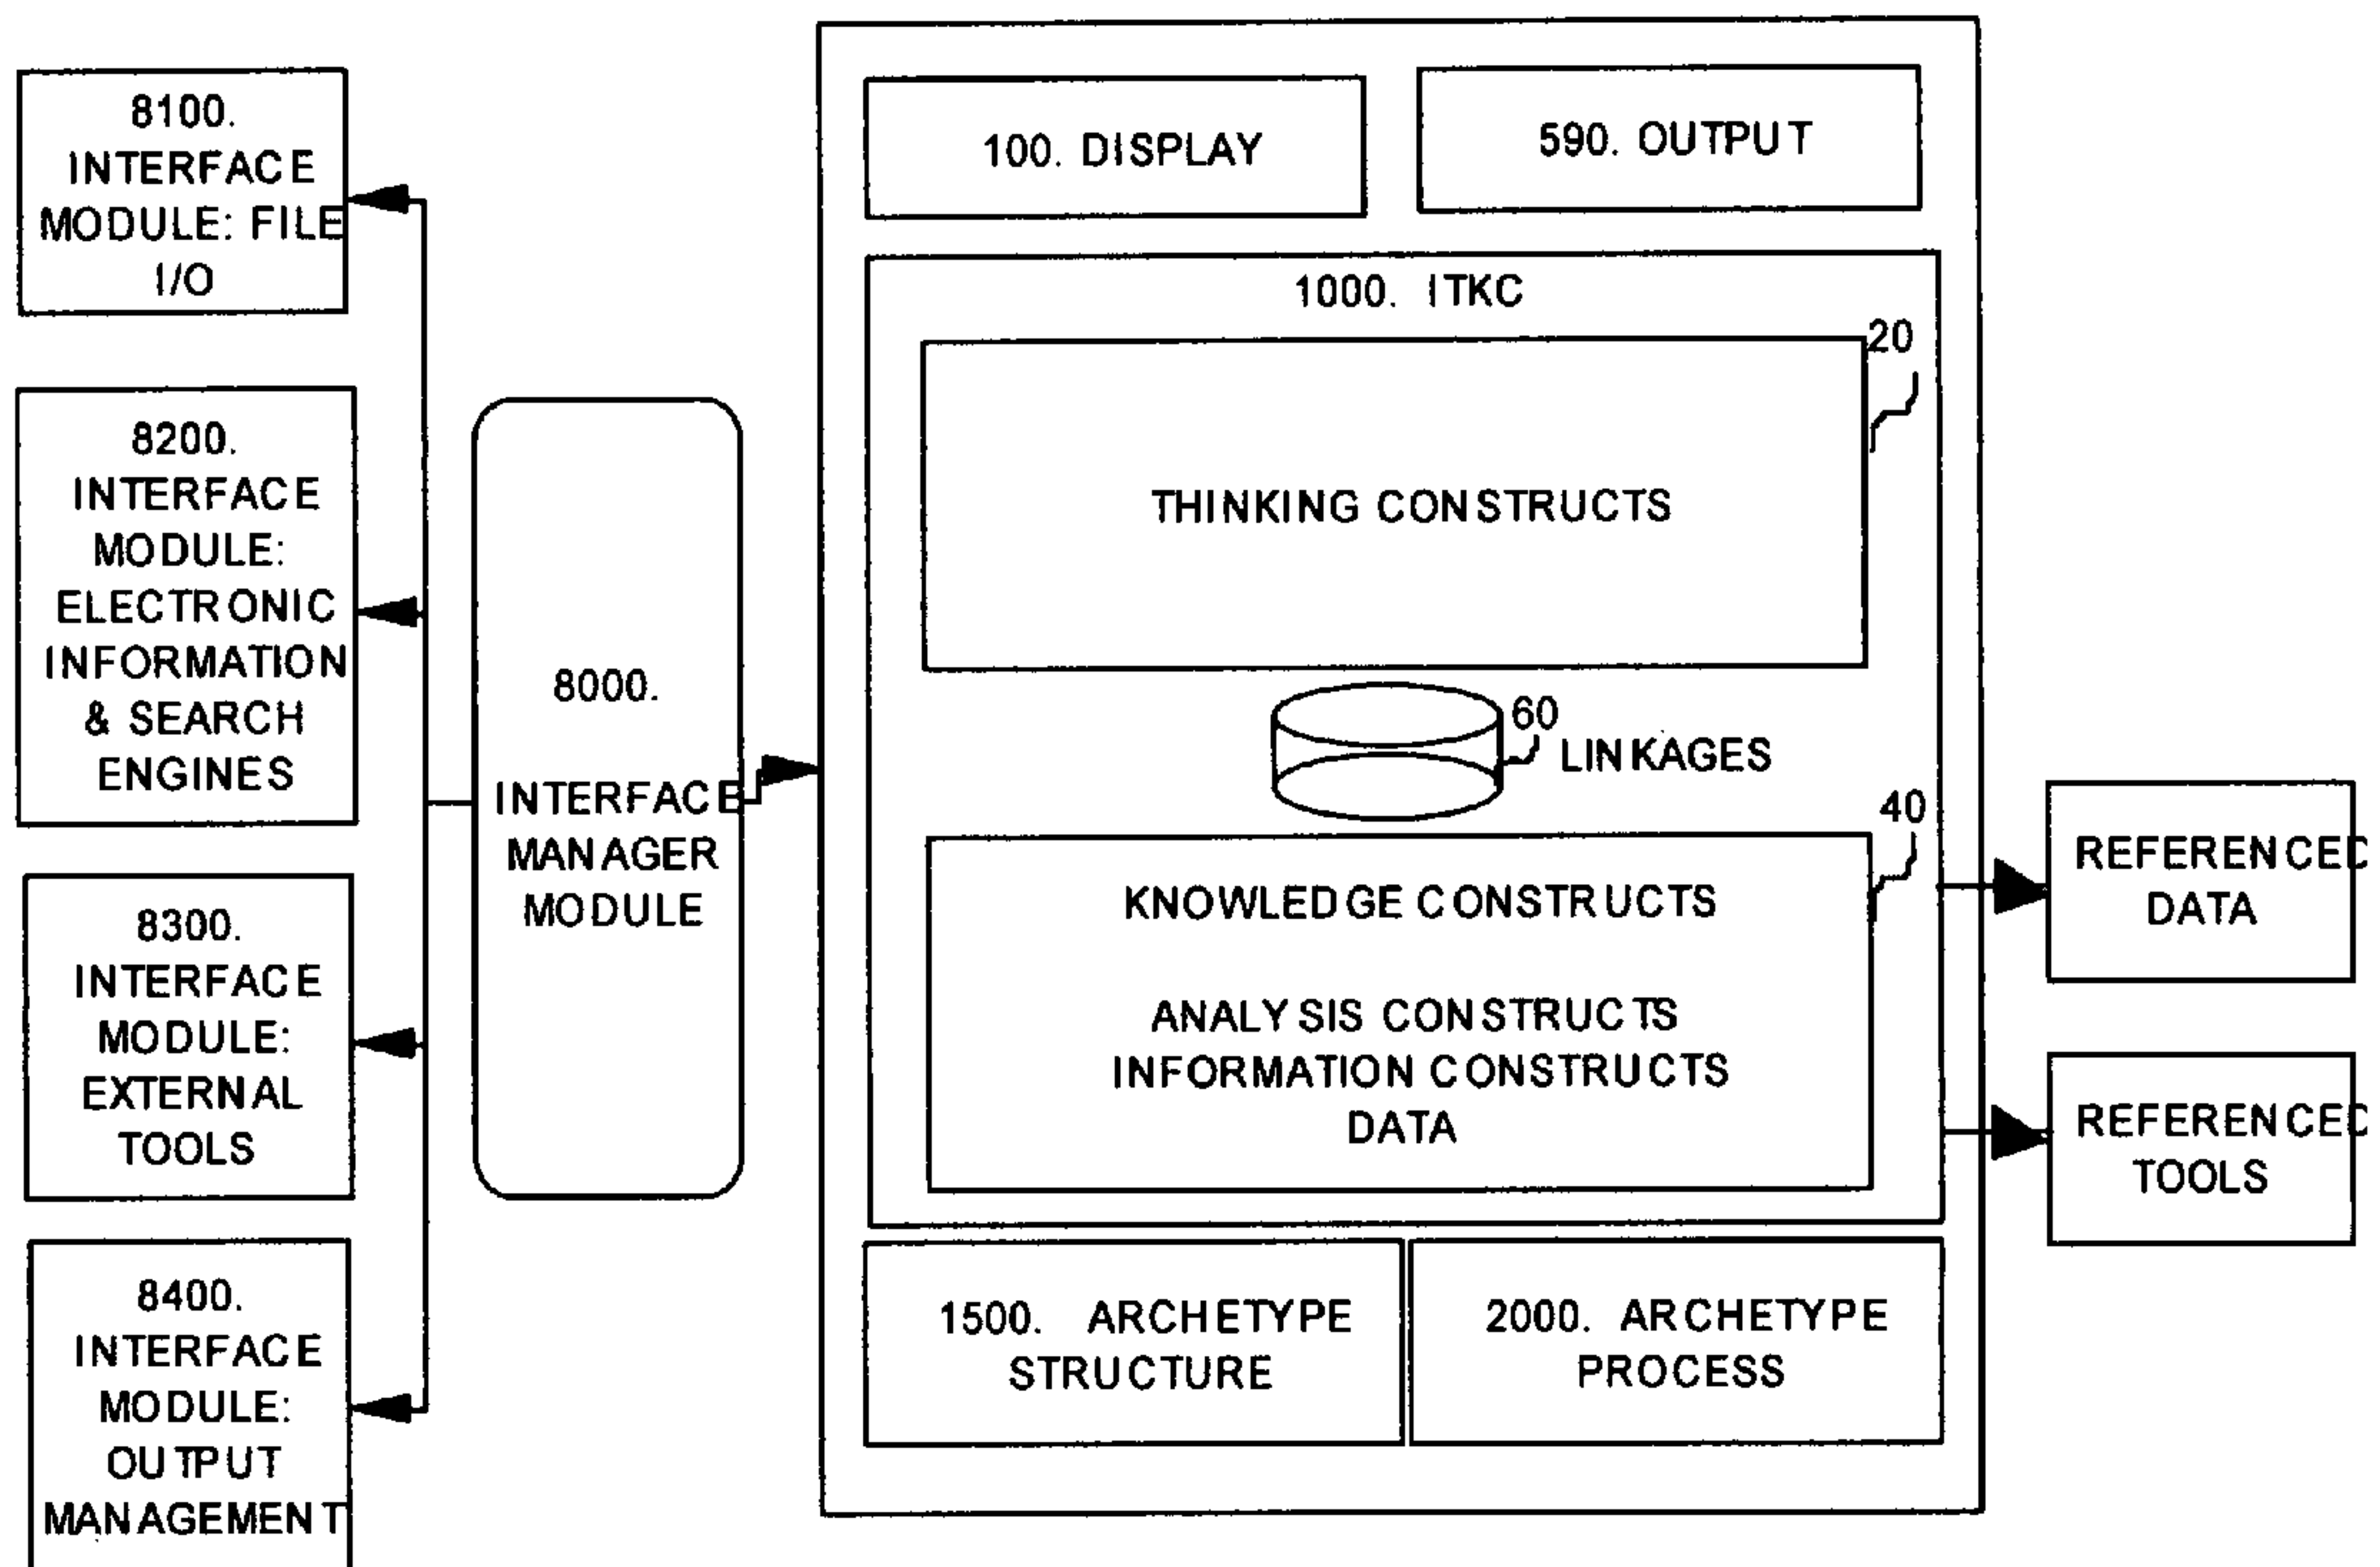 8100.
INTERFACE
MODULE: FILE
I/O
8200.
INTERFACE
MODULE:
ELECTRONIC
INFORMATION
& SEARCH
ENGINES
8300.
INTERFACE
MODULE:
EXTERNAL
TOOLS
8400.
INTERFACE
MODULE:
OUTPUT
MANAGEMENT
8000.
INTERFACE
MANAGER
MODULE
100. DISPLAY
590. OUTPUT
1000. ITKC
20
THINKING CONSTRUCTS
60
LINKAGES
40
KNOWLEDGE CONSTRUCTS
ANALYSIS CONSTRUCTS
INFORMATION CONSTRUCTS
DATA
1500. ARCHETYPE
STRUCTURE
2000. ARCHETYPE
PROCESS
REFERENCED
DATA
REFERENCED
TOOLS